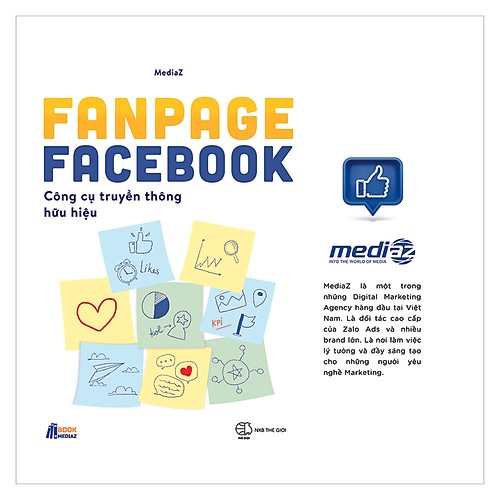 MediaZ
FANPAGE
FACEBOOK
Công cụ truyền thông
hữu hiệu
Likes
KPI
KOL
mediaz
INTO THE WORLD OF MEDIA
MediaZ là một trong
những Digital Marketing
Agency hàng đầu tại Việt
Nam. Là đối tác cao cấp
của Zalo Ads và nhiều
brand lớn. Là nơi làm việc
lý tưởng và đầy sáng tạo
cho những người yêu
nghề Marketing.
BOOK
MEDIAZ
THẾ GIỚI
NXB THẾ GIỚI